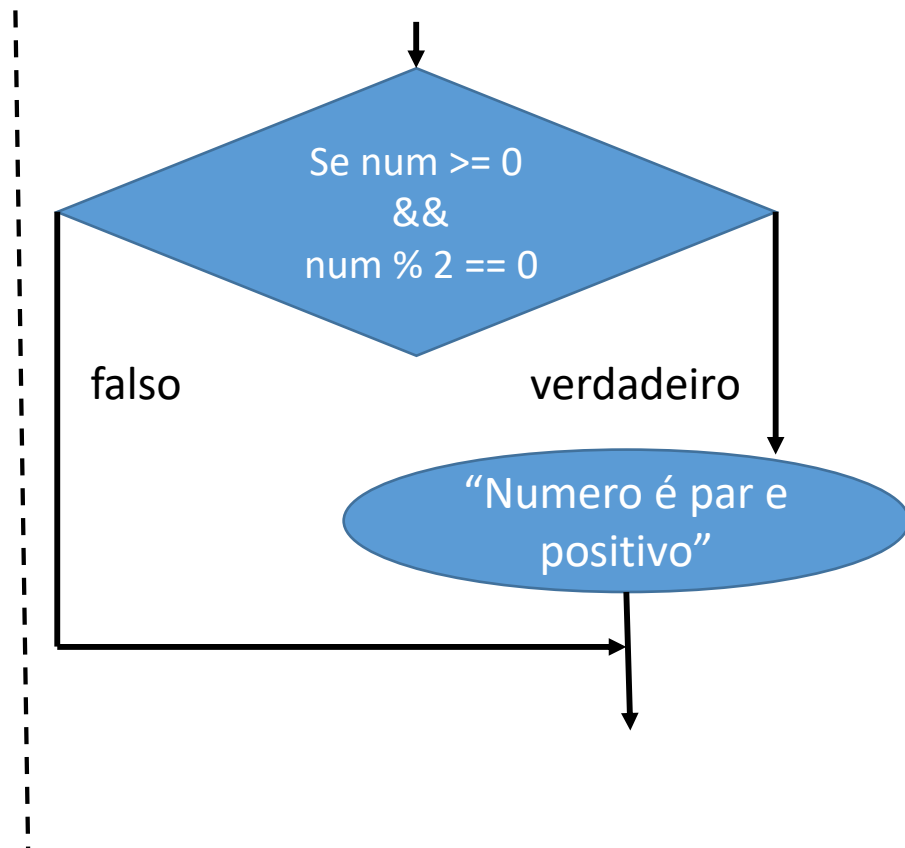 Se num >= 0
&&
num % 2 == 0
falso
verdadeiro
“Numero é par e
positivo”